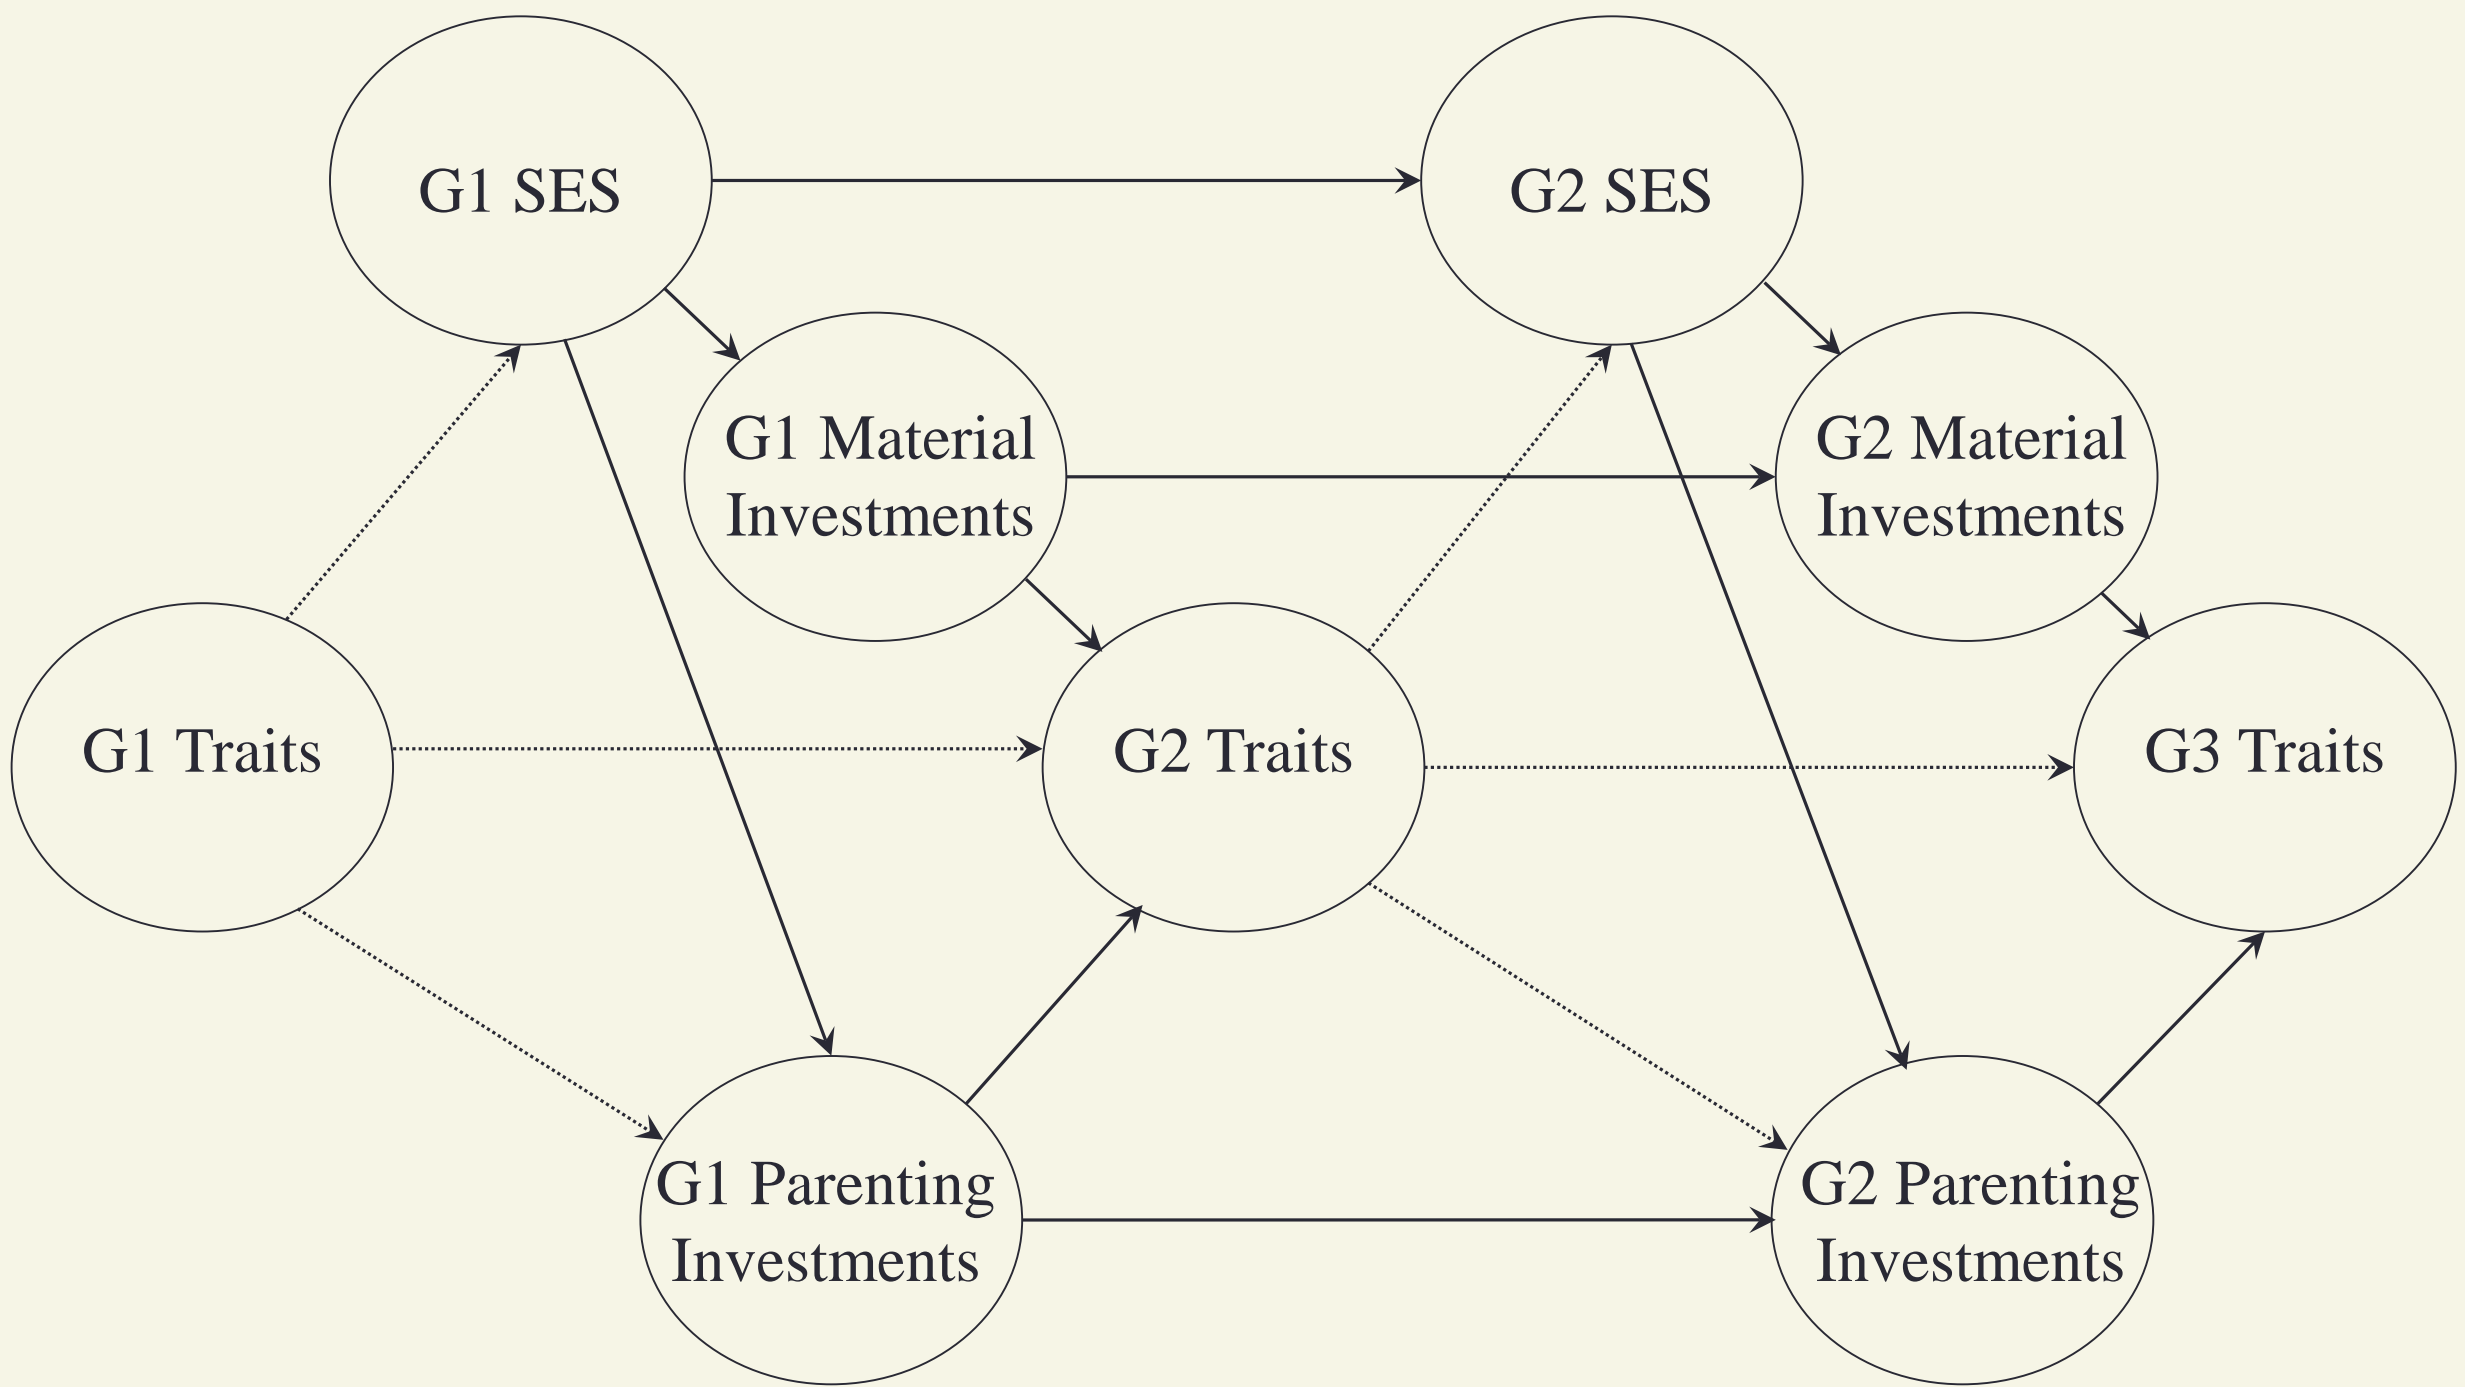 G1 SES
G2 SES
G1 Material
Investments
G2 Material
Investments
G1 Traits
G2 Traits
G3 Traits
G1 Parenting
Investments
G2 Parenting
Investments